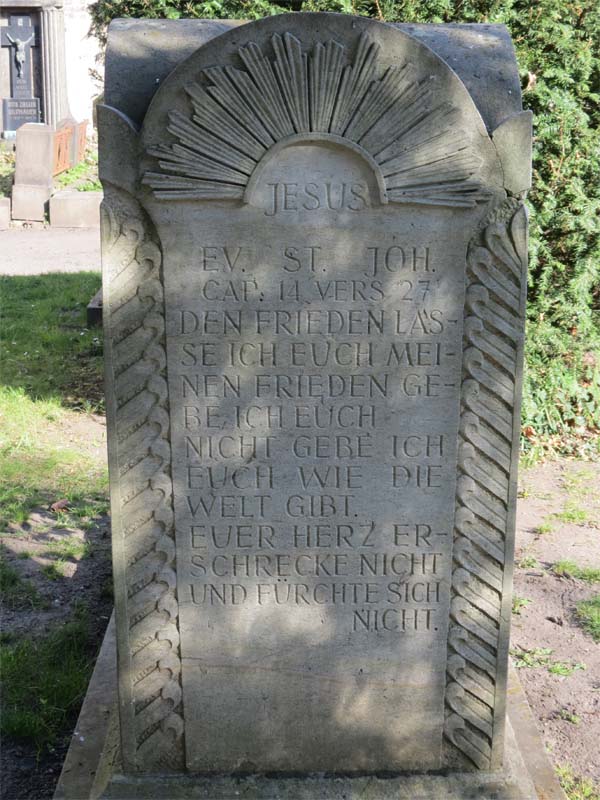 JESUS
EV. ST. JOH.
CAP. 14 VERS 27
DEN FRIEDEN LAS-
SE ICH EUCH MEI-
NEN FRIEDEN GE-
BE ICH EUCH
NICHT GEBE ICH
EUCH WIE DIE
WELT GIBT.
EUER HERZ ER-
SCHRECKE NICHT
UND FÜRCHTE SICH
NICHT.